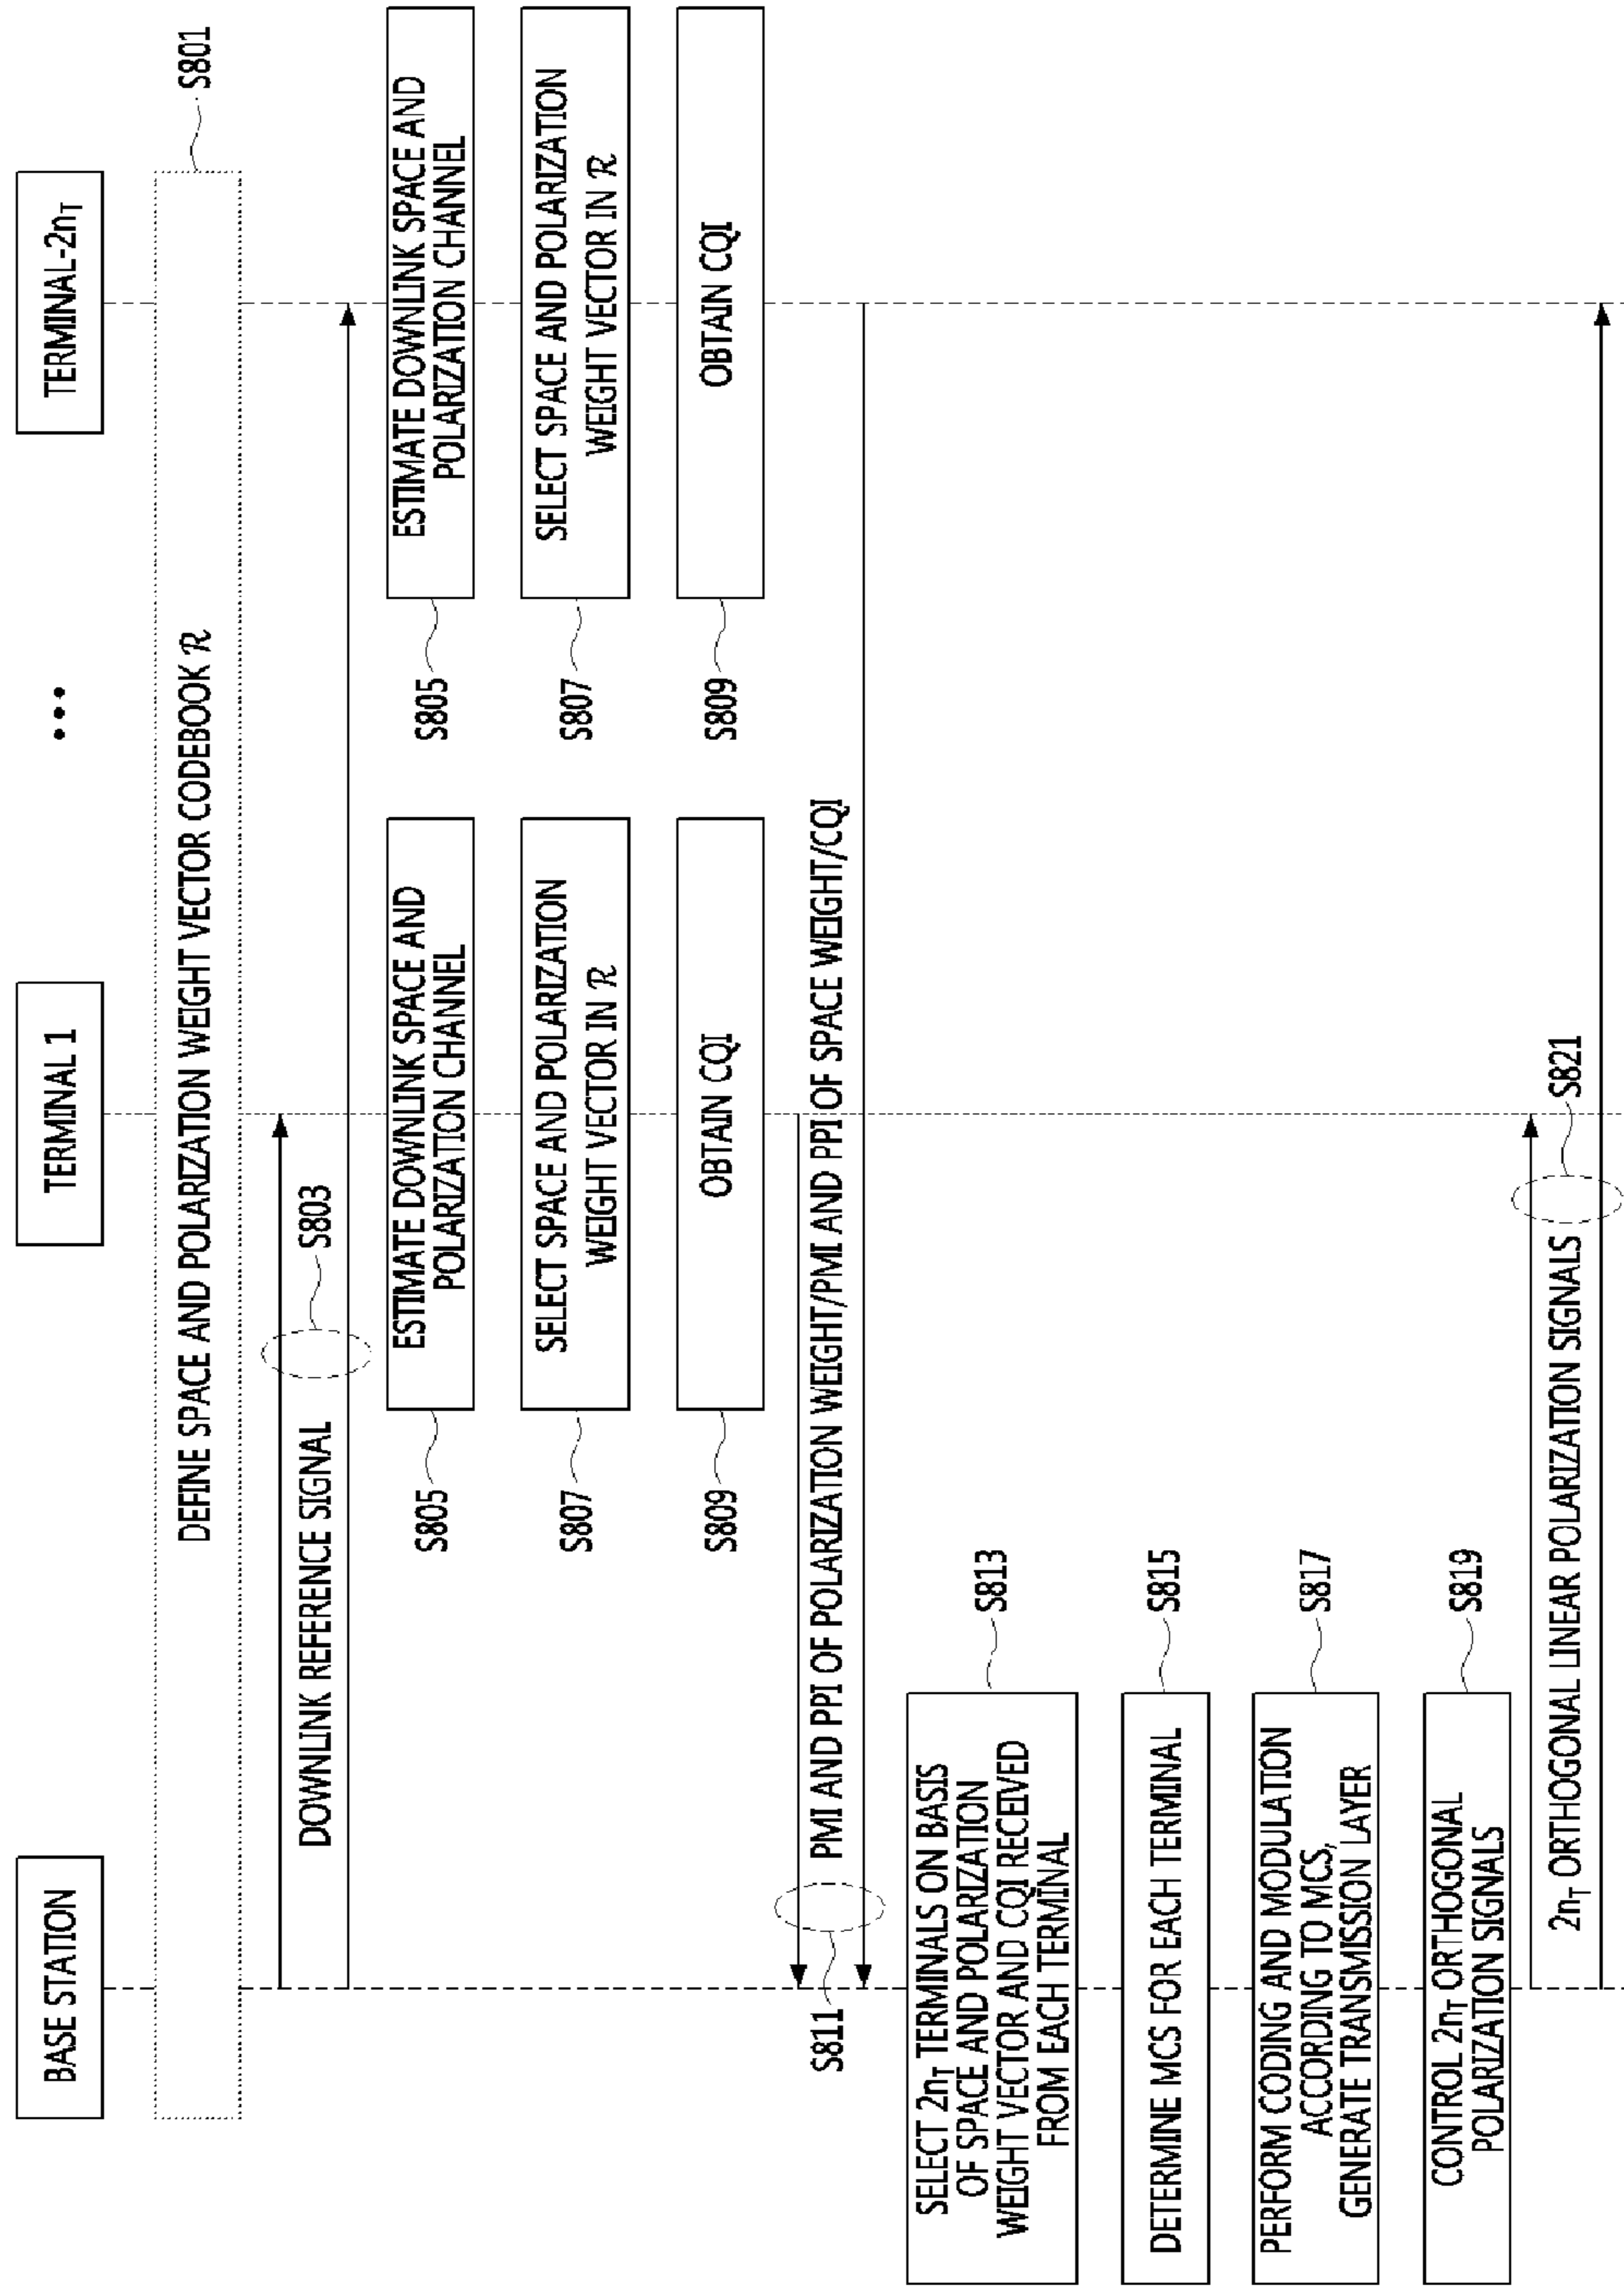 BASE STATION
TERMINAL 1
•••
TERMINAL-2nT
DEFINE SPACE AND POLARIZATION WEIGHT VECTOR CODEBOOK ℛ
S801
DOWNLINK REFERENCE SIGNAL
S803
S805
ESTIMATE DOWNLINK SPACE AND
POLARIZATION CHANNEL
S805
ESTIMATE DOWNLINK SPACE AND
POLARIZATION CHANNEL
S807
SELECT SPACE AND POLARIZATION
WEIGHT VECTOR IN ℛ
S807
SELECT SPACE AND POLARIZATION
WEIGHT VECTOR IN ℛ
S809
OBTAIN CQI
S809
OBTAIN CQI
S811
PMI AND PPI OF POLARIZATION WEIGHT/PMI AND PPI OF SPACE WEIGHT/CQI
SELECT 2nT TERMINALS ON BASIS
OF SPACE AND POLARIZATION
WEIGHT VECTOR AND CQI RECEIVED
FROM EACH TERMINAL
S813
DETERMINE MCS FOR EACH TERMINAL
S815
PERFORM CODING AND MODULATION
ACCORDING TO MCS,
GENERATE TRANSMISSION LAYER
S817
CONTROL 2nT ORTHOGONAL
POLARIZATION SIGNALS
S819
2nT ORTHOGONAL LINEAR POLARIZATION SIGNALS
S821